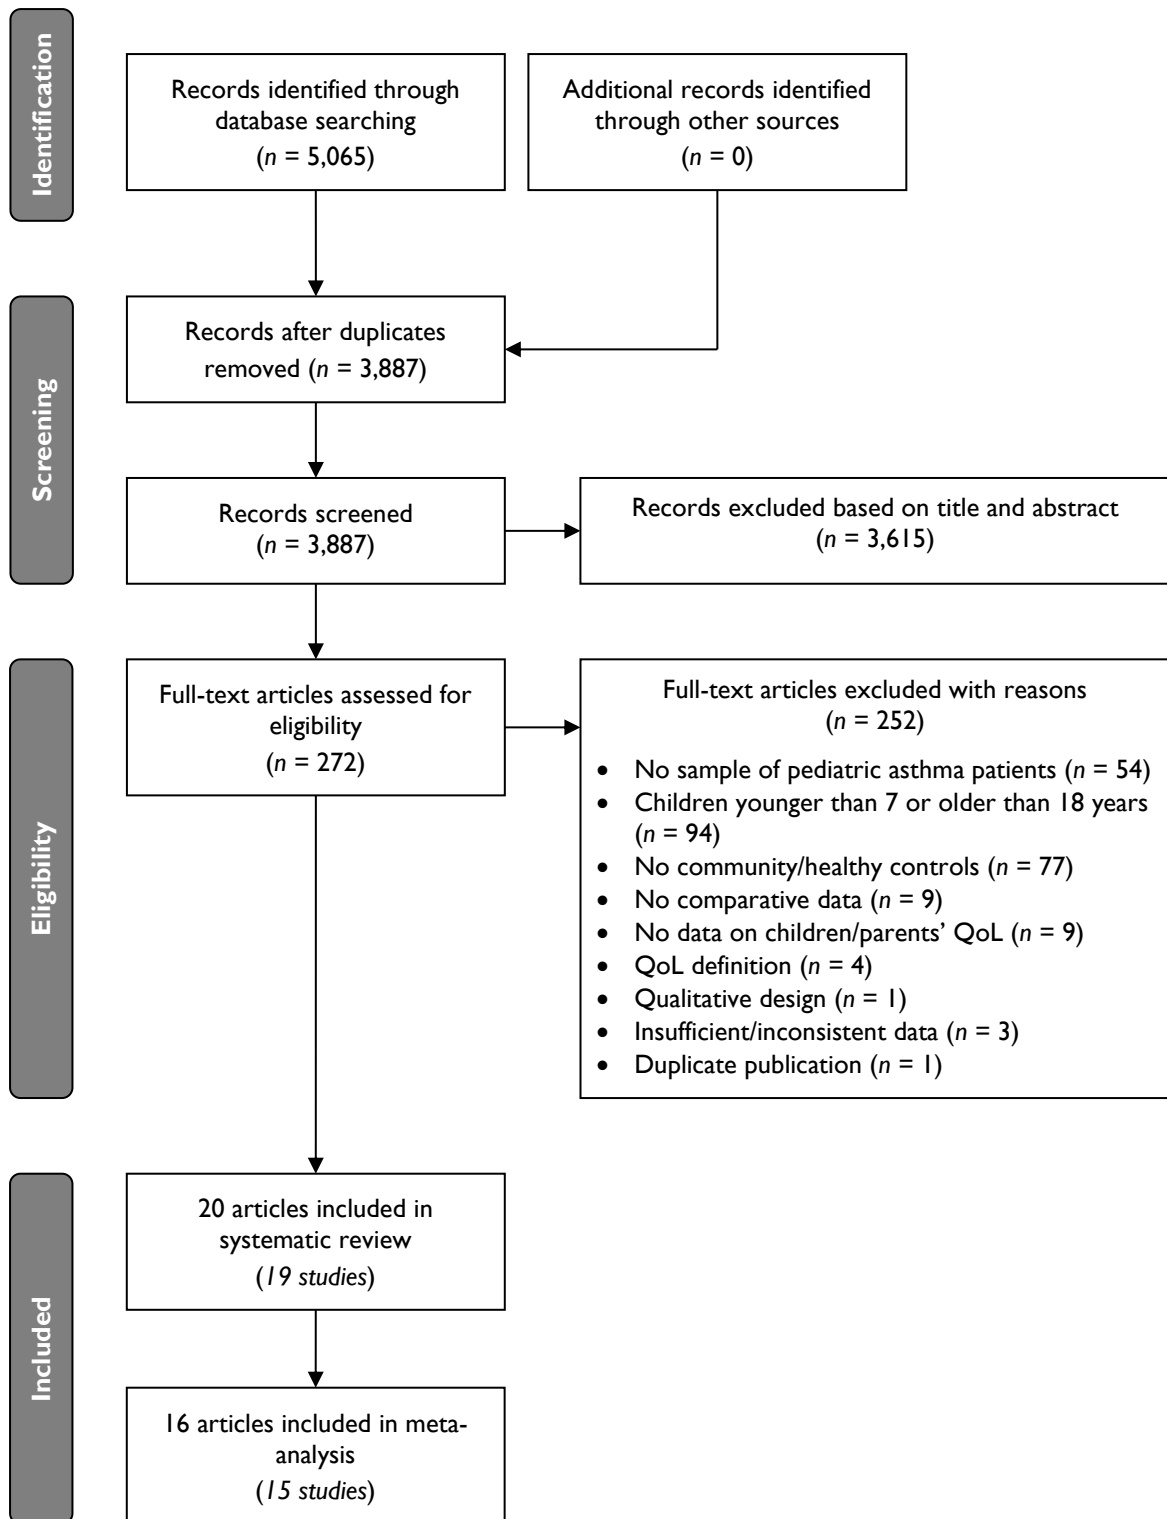 Identification
Records identified through
database searching
(n = 5,065)
Additional records identified
through other sources
(n = 0)
Screening
Records after duplicates
removed (n = 3,887)
Records screened
(n = 3,887)
Records excluded based on title and abstract
(n = 3,615)
Eligibility
Full-text articles assessed for
eligibility
(n = 272)
Full-text articles excluded with reasons
(n = 252)
• No sample of pediatric asthma patients (n = 54)
• Children younger than 7 or older than 18 years
(n = 94)
• No community/healthy controls (n = 77)
• No comparative data (n = 9)
• No data on children/parents’ QoL (n = 9)
• QoL definition (n = 4)
• Qualitative design (n = 1)
• Insufficient/inconsistent data (n = 3)
• Duplicate publication (n = 1)
Included
20 articles included in
systematic review
(19 studies)
16 articles included in meta-
analysis
(15 studies)